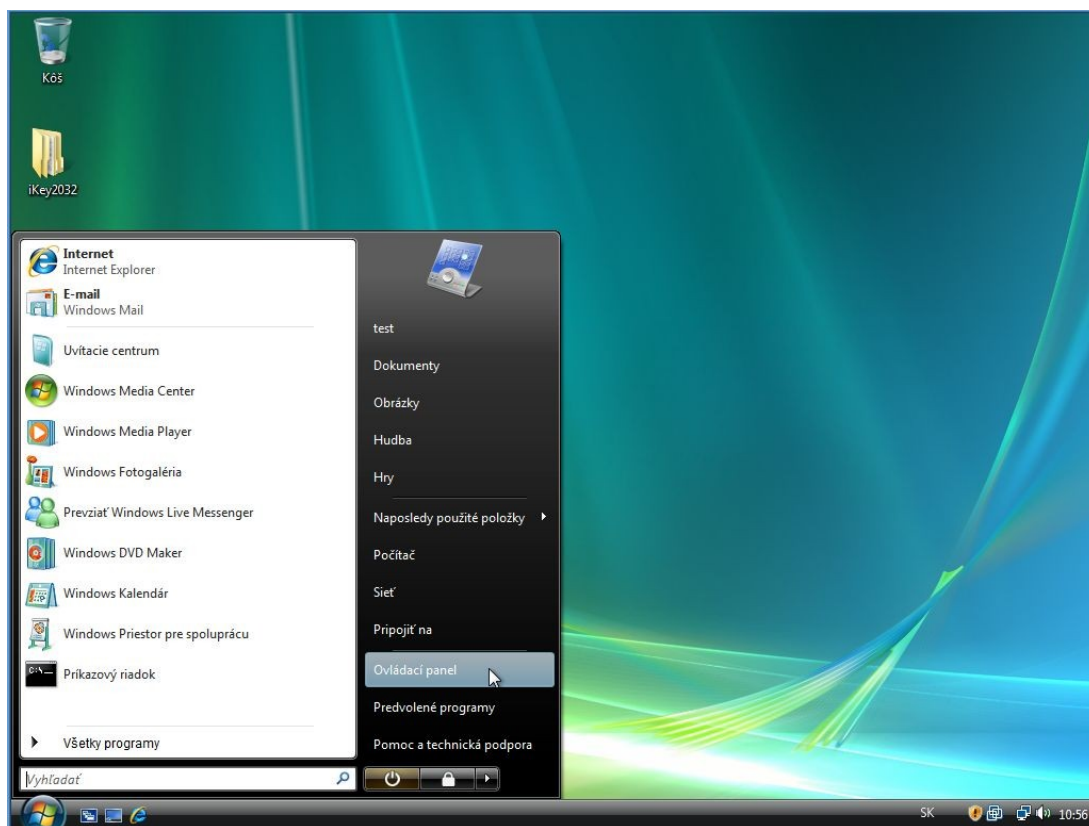 Kôš
iKey2032
Internet
Internet Explorer
E-mail
Windows Mail
Uvítacie centrum
Windows Media Center
Windows Media Player
Windows Fotogaléria
Prevziať Windows Live Messenger
Windows DVD Maker
Windows Kalendár
Windows Priestor pre spoluprácu
Príkazový riadok
Všetky programy
Vyhľadať
test
Dokumenty
Obrázky
Hudba
Hry
Naposledy použité položky
Počítač
Sieť
Pripojiť na
Ovládací panel
Predvolené programy
Pomoc a technická podpora
SK
10:56